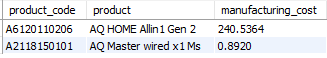 product_code product manufacturing_cost
A6120110206 AQ HOME Allin1 Gen 2 240.5364
A2118150101 AQ Master wired x1 Ms 0.8920